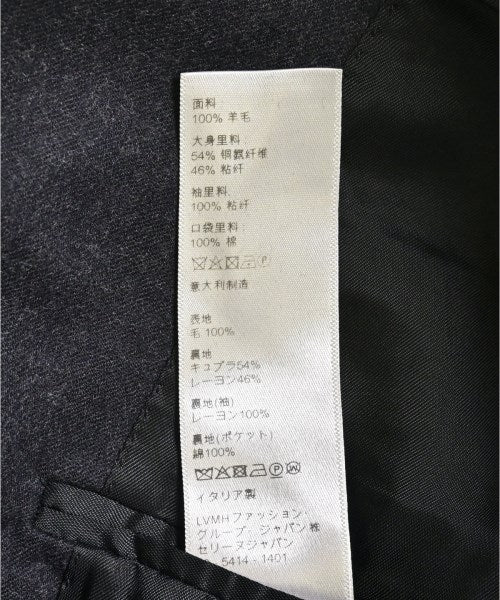 面料
100% 羊毛
大身里料
54% 铜氨纤维
46% 粘纤
袖里料
100% 粘纤
口袋里料
100% 棉
意大利制造
表地
毛 100%
裏地
キュプラ54%
レーヨン46%
裏地(袖)
レーヨン100%
裏地(ポケット)
綿100%
イタリア製
LVMHファッション・
グループ・ジャパン 株
セリーヌジャパン
5414 - 1401